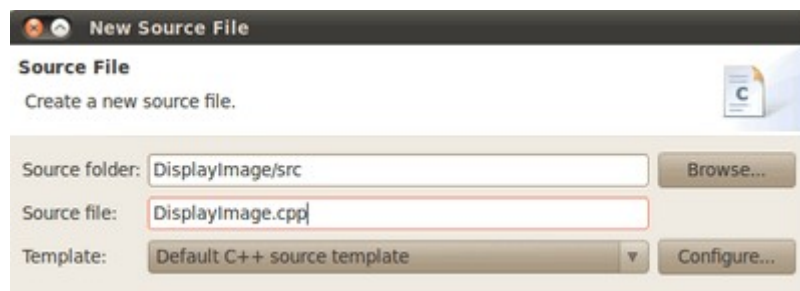 New Source File
Source File
Create a new source file.
C
Source folder: DisplayImage/src Browse...
Source file: DisplayImage.cpp
Template: Default C++ source template Configure...